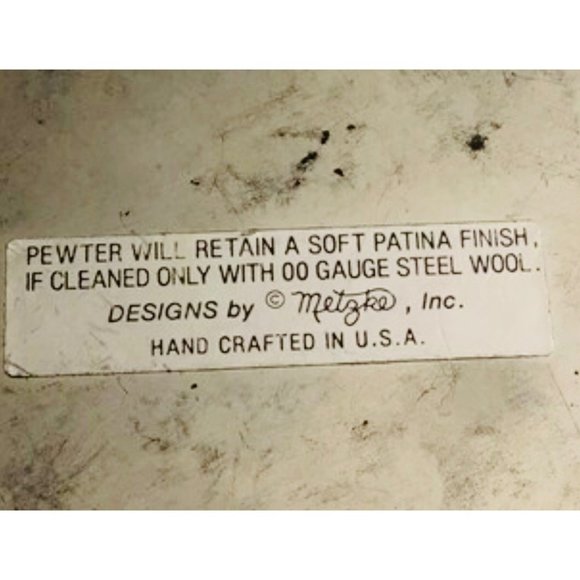 PEWTER WILL RETAIN A SOFT PATINA FINISH,
IF CLEANED ONLY WITH 00 GAUGE STEEL WOOL.
DESIGNS by © Metzke, Inc.
HAND CRAFTED IN U.S.A.